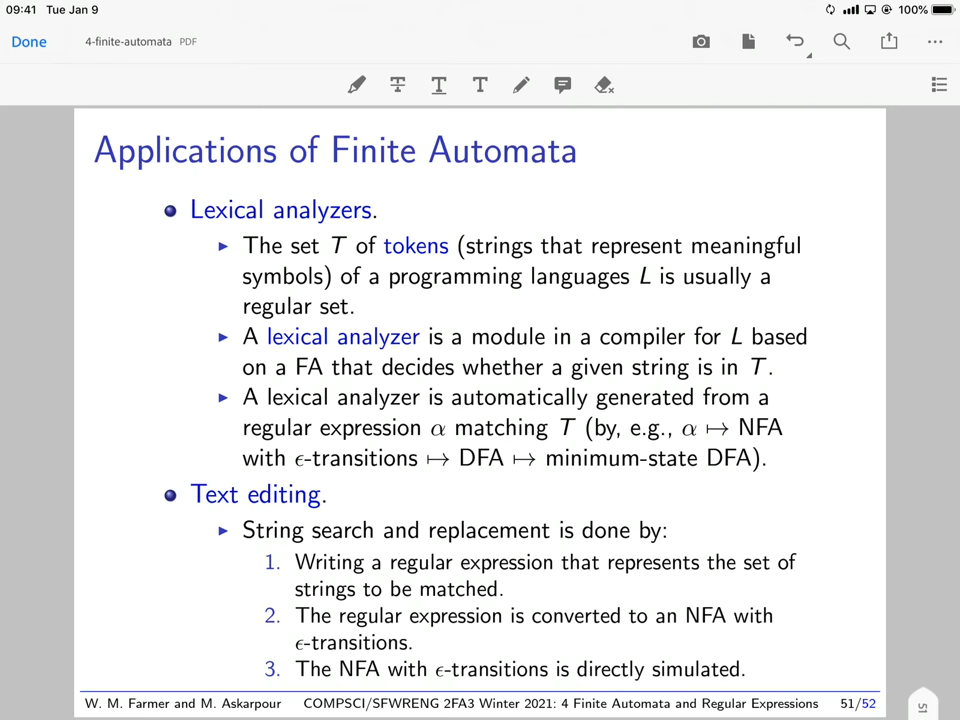 09:41 Tue Jan 9 100%
Done 4-finite-automata PDF
T T T
Applications of Finite Automata
Lexical analyzers.
The set T of tokens (strings that represent meaningful
symbols) of a programming languages L is usually a
regular set.
A lexical analyzer is a module in a compiler for L based
on a FA that decides whether a given string is in T.
A lexical analyzer is automatically generated from a
regular expression α matching T (by, e.g., α ↦ NFA
with ϵ-transitions ↦ DFA ↦ minimum-state DFA).
Text editing.
String search and replacement is done by:
1. Writing a regular expression that represents the set of
strings to be matched.
2. The regular expression is converted to an NFA with
ϵ-transitions.
3. The NFA with ϵ-transitions is directly simulated.
W. M. Farmer and M. Askarpour COMPSCI/SFWRENG 2FA3 Winter 2021: 4 Finite Automata and Regular Expressions 51/52
51